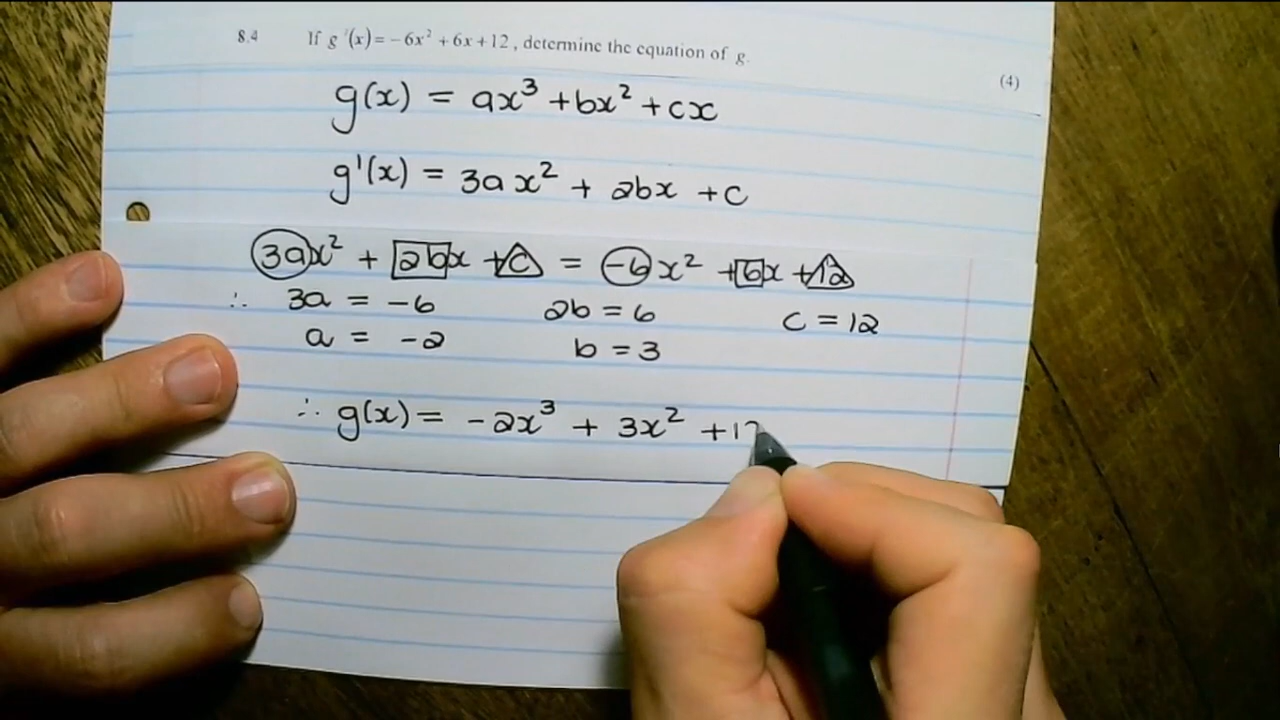 8.4 If g'(x) = −6x² + 6x + 12, determine the equation of g.
(4)
g(x) = ax³ + bx² + cx
g'(x) = 3ax² + 2bx + c
3ax² + 2bx + c = -6x² + 6x + 12
∴ 3a = -6 2b = 6 c = 12
a = -2 b = 3
∴ g(x) = -2x³ + 3x² + 12